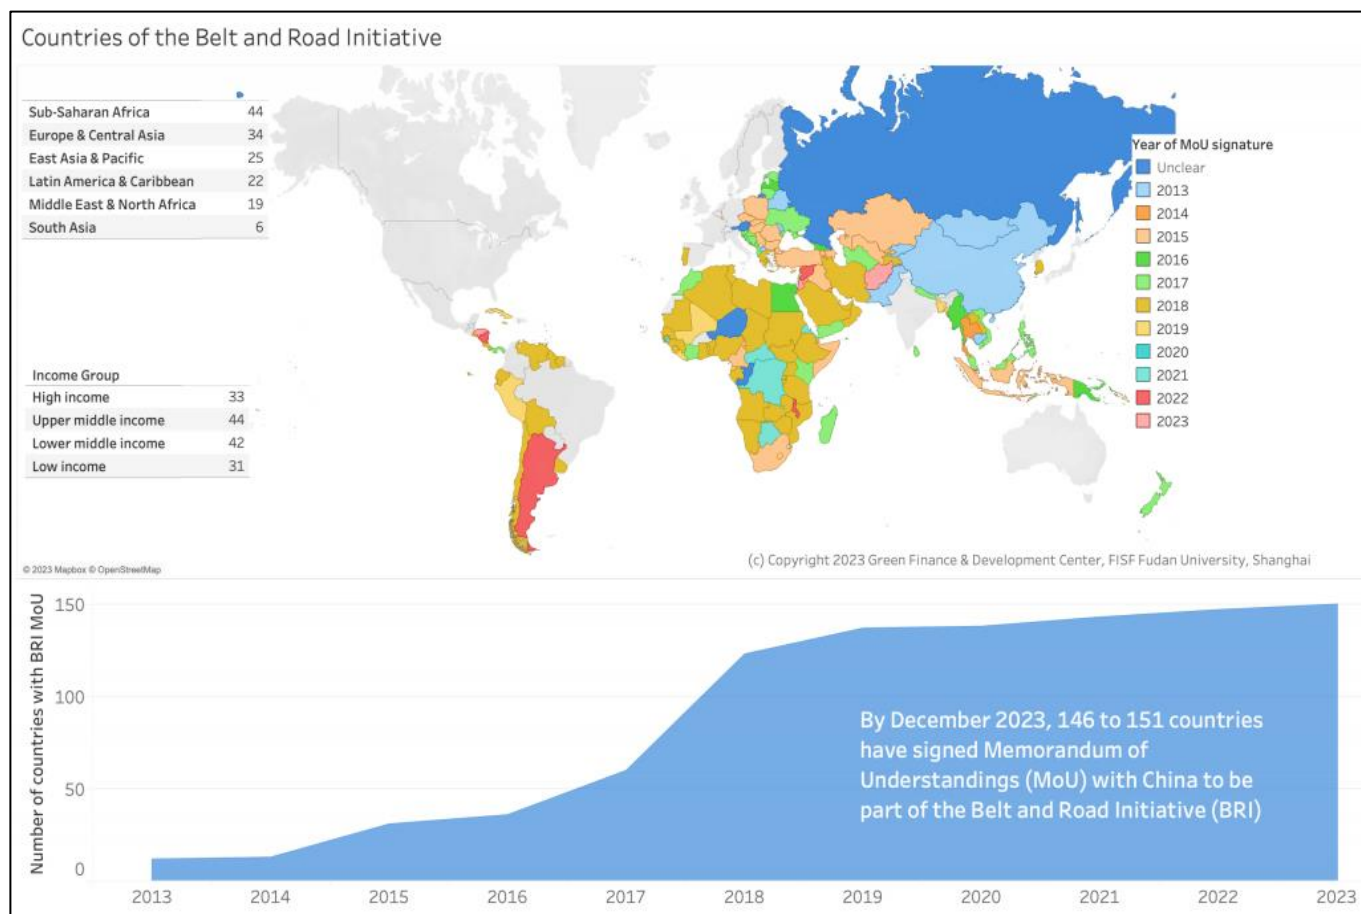 Countries of the Belt and Road Initiative
Sub-Saharan Africa 44
Europe & Central Asia 34
East Asia & Pacific 25
Latin America & Caribbean 22
Middle East & North Africa 19
South Asia 6
Year of MoU signature
Unclear
2013
2014
2015
2016
2017
2018
2019
2020
2021
2022
2023
Income Group
High income 33
Upper middle income 44
Lower middle income 42
Low income 31
© 2023 Mapbox © OpenStreetMap
(c) Copyright 2023 Green Finance & Development Center, FISF Fudan University, Shanghai
Number of countries with BRI MoU
150
100
50
0
By December 2023, 146 to 151 countries
have signed Memorandum of
Understandings (MoU) with China to be
part of the Belt and Road Initiative (BRI)
2013 2014 2015 2016 2017 2018 2019 2020 2021 2022 2023